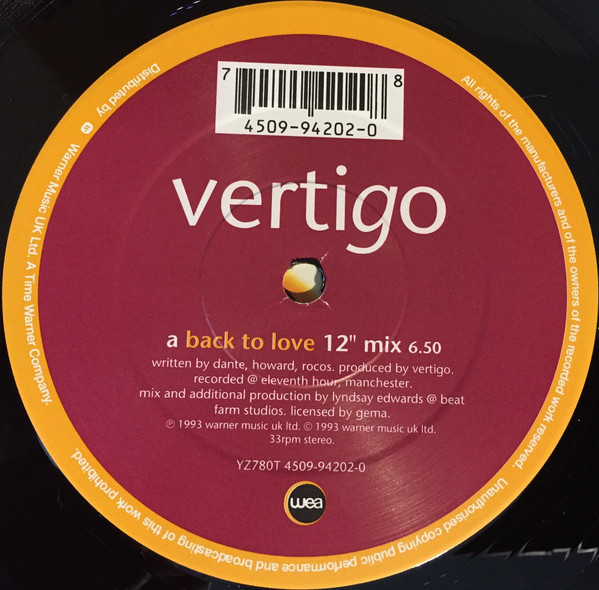 7 8
4509-94202-0
vertigo
a back to love 12" mix 6.50
written by dante, howard, rocos. produced by vertigo.
recorded @ eleventh hour, manchester.
mix and additional production by lyndsay edwards @ beat
farm studios. licensed by gema.
℗ 1993 warner music uk ltd. © 1993 warner music uk ltd.
33rpm stereo.
YZ780T 4509-94202-0
wea
All rights of the manufacturers and of the owners of the recorded work reserved.
Unauthorised copying public performance and broadcasting of this work prohibited.
Distributed by Warner Music UK Ltd. A Time Warner Company.